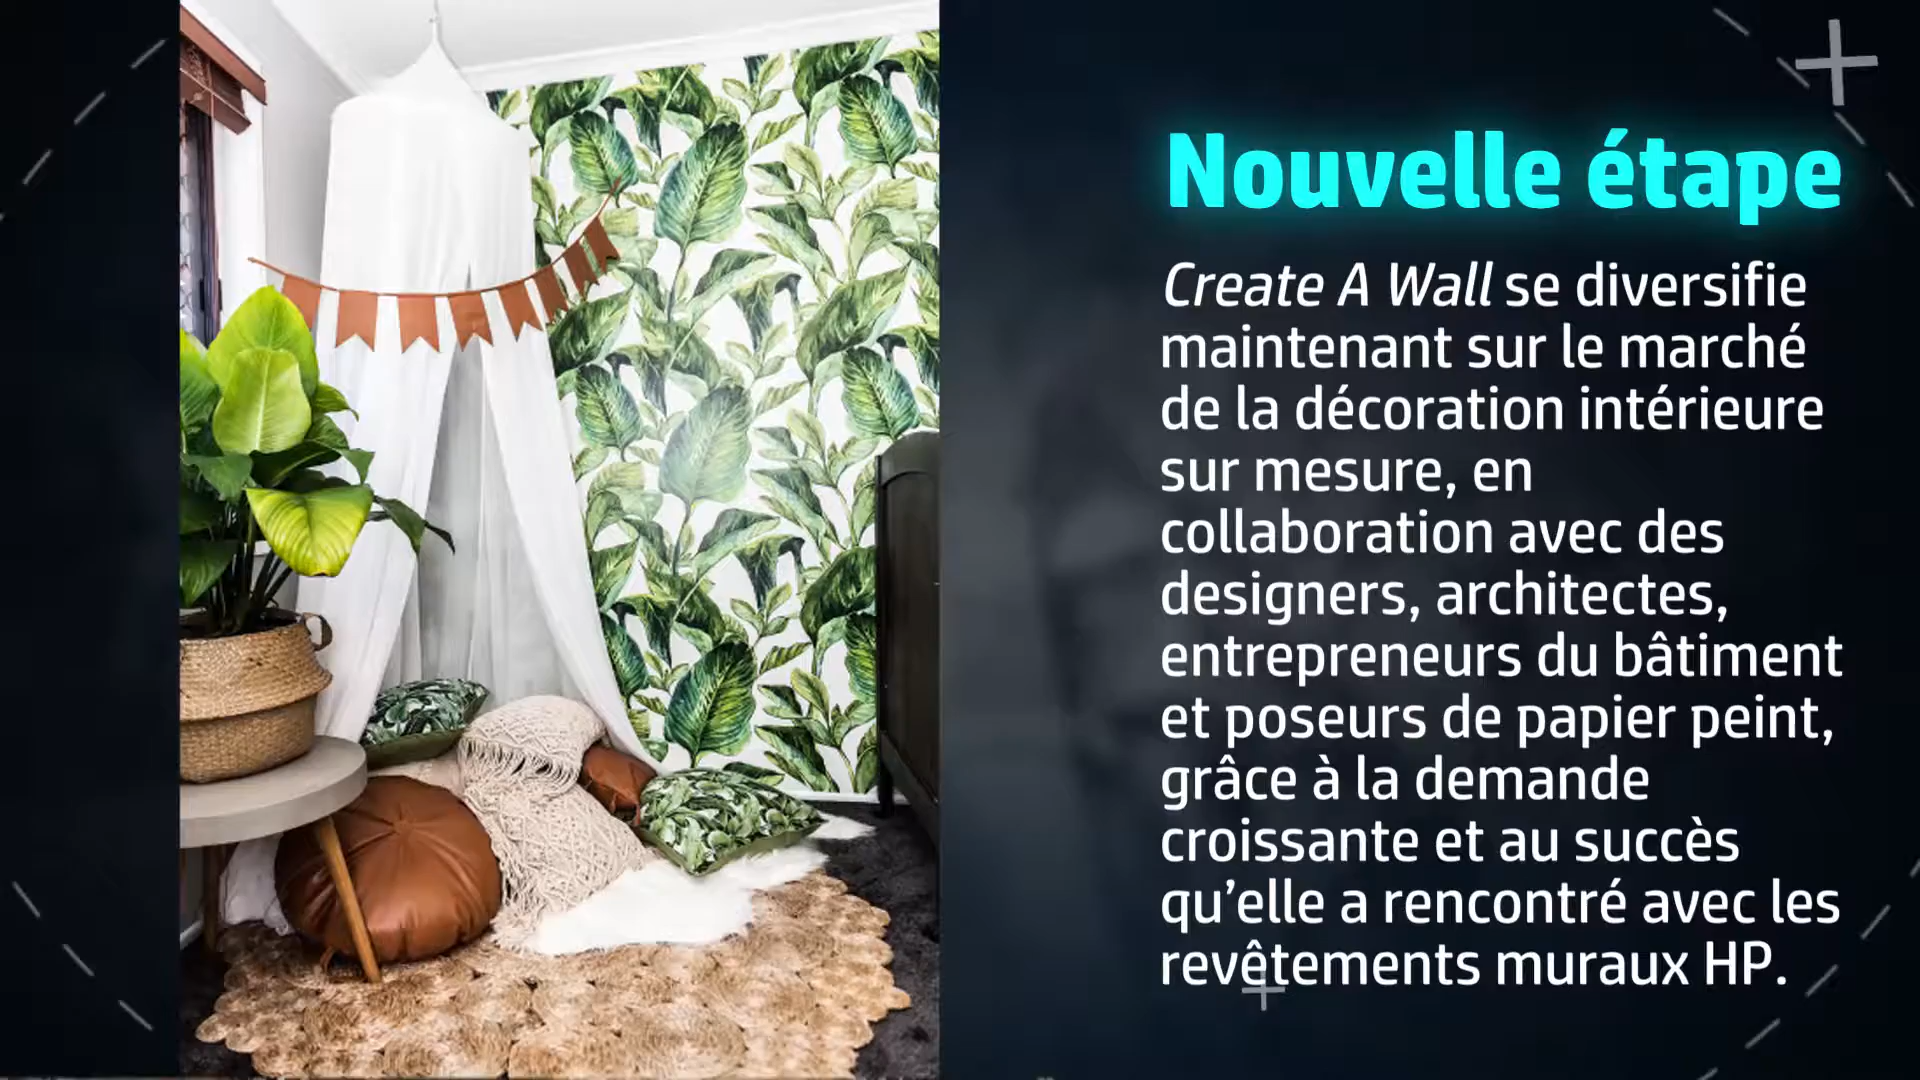 Nouvelle étape
Create A Wall se diversifie
maintenant sur le marché
de la décoration intérieure
sur mesure, en
collaboration avec des
designers, architectes,
entrepreneurs du bâtiment
et poseurs de papier peint,
grâce à la demande
croissante et au succès
qu’elle a rencontré avec les
revêtements muraux HP.